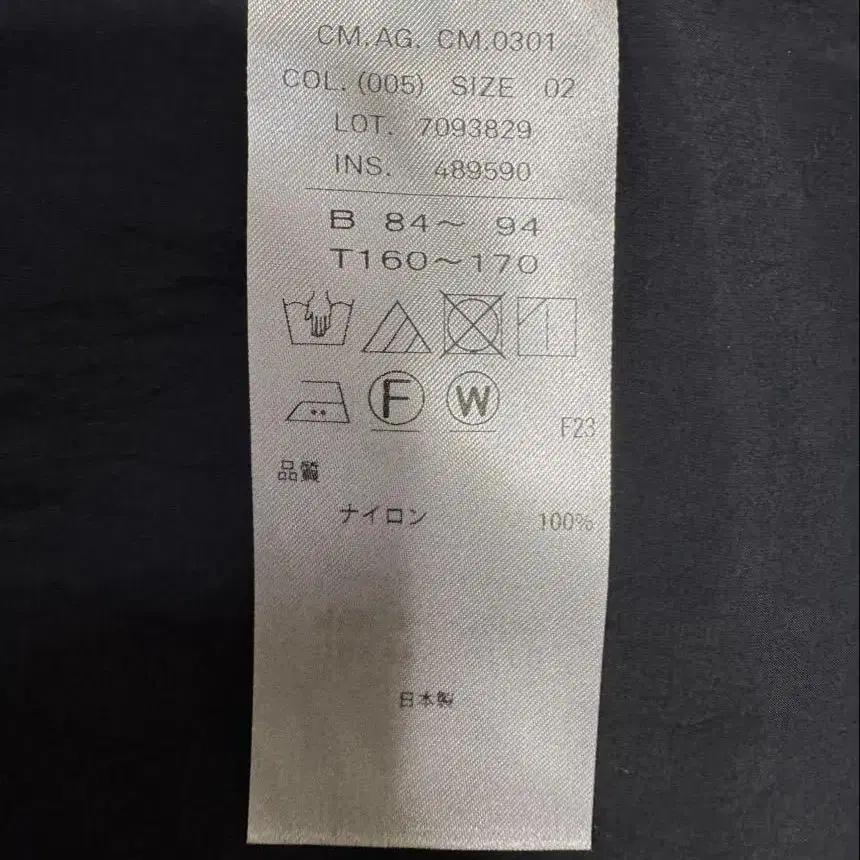 CM.AG. CM.0301
COL.(005) SIZE 02
LOT. 7093829
INS. 489590
B 84～ 94
T160～170
F W
F23
品質
ナイロン 100%
日本製